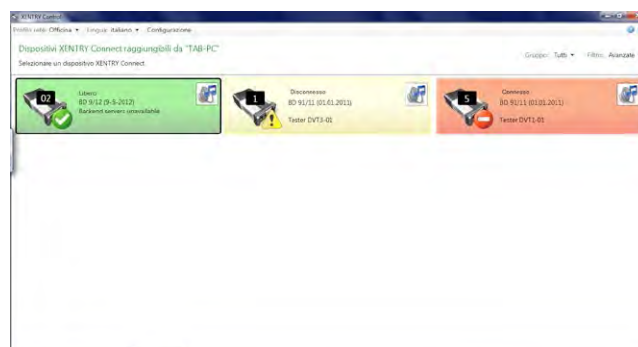 XENTRY Control
Profilo rete: Officina Lingua: Italiano Configurazione
Dispositivi XENTRY Connect raggiungibili da "TAB-PC"
Selezionare un dispositivo XENTRY Connect
Gruppo: Tutti Filtro: Avanzate
02
Libero
BD 9/12 (9-5-2012)
Backend servers unavailable
1
Disconnesso
BD 91/11 (01.01.2011)
Tester DVT3-01
5
Connesso
BD 91/11 (01.01.2011)
Tester DVT1-01